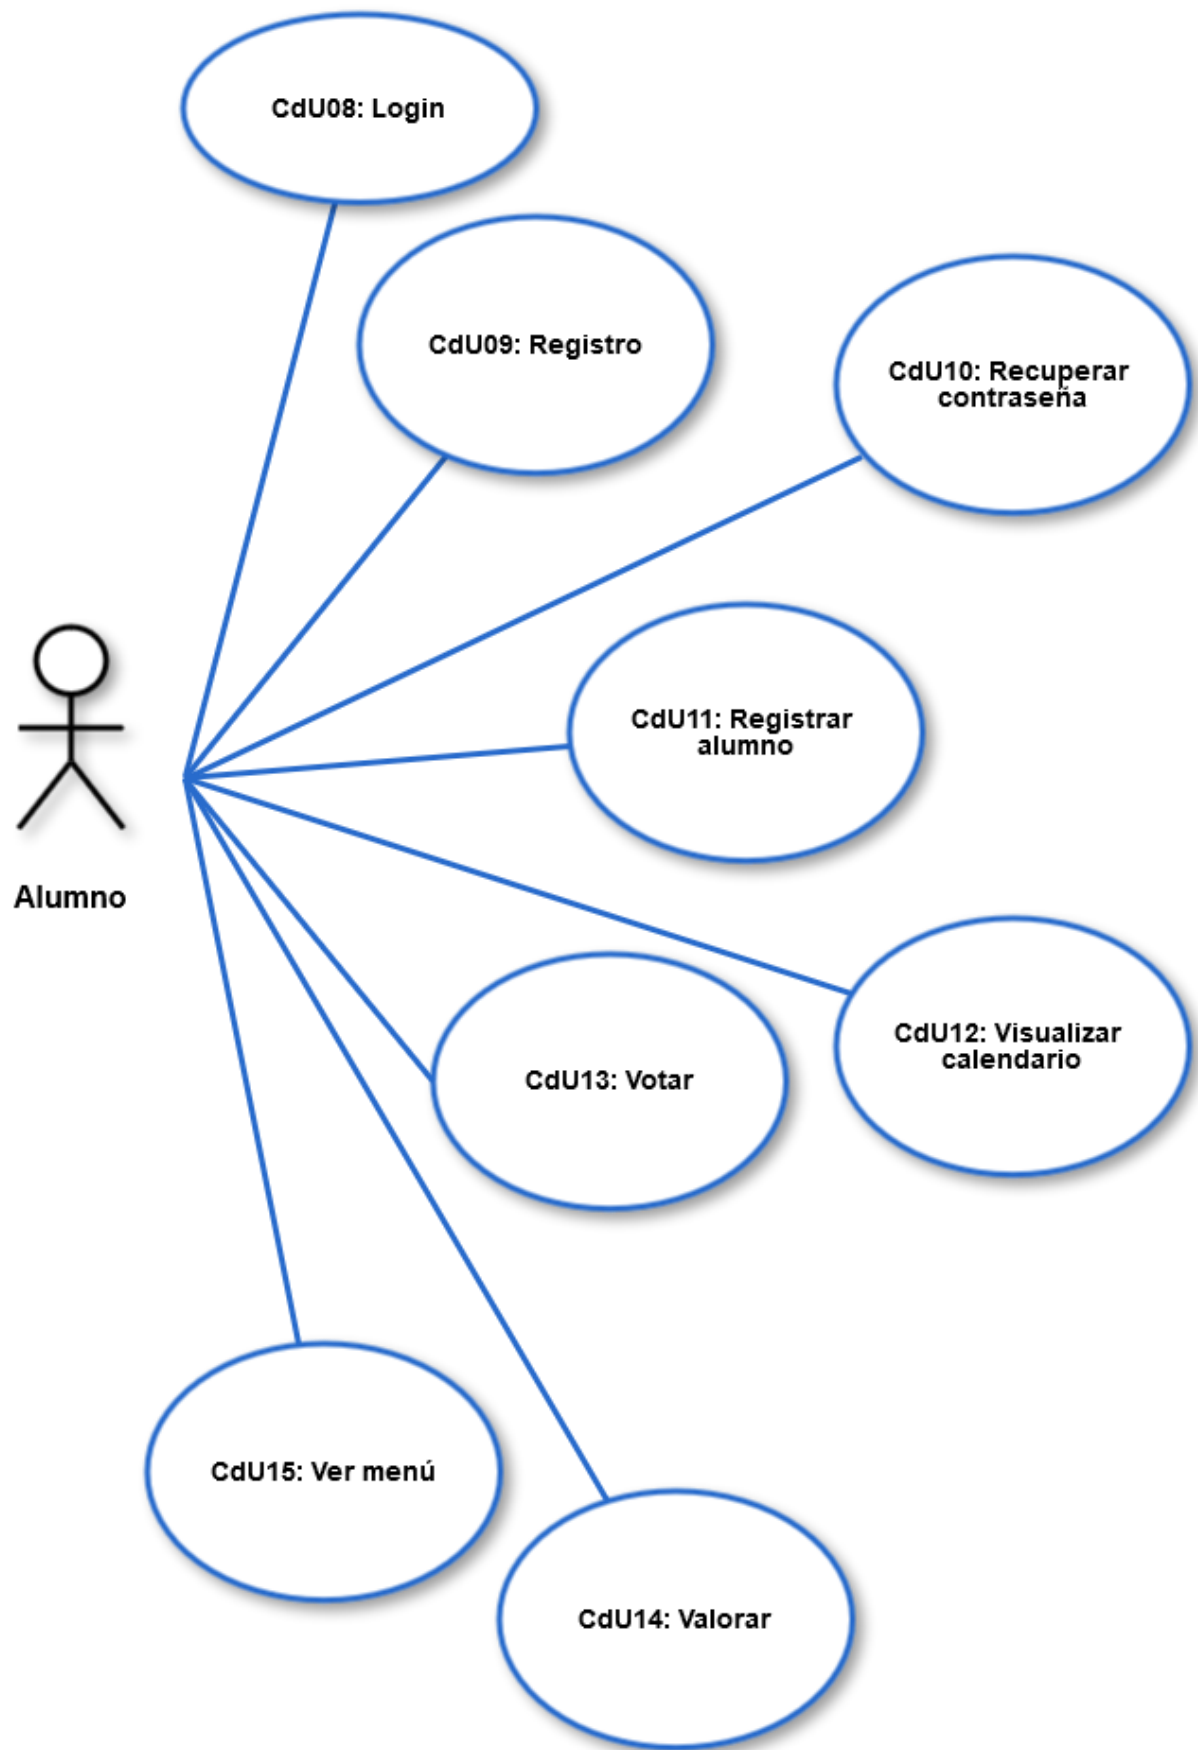 CdU08: Login
CdU09: Registro
CdU10: Recuperar
contraseña
CdU11: Registrar
alumno
Alumno
CdU12: Visualizar
calendario
CdU13: Votar
CdU15: Ver menú
CdU14: Valorar